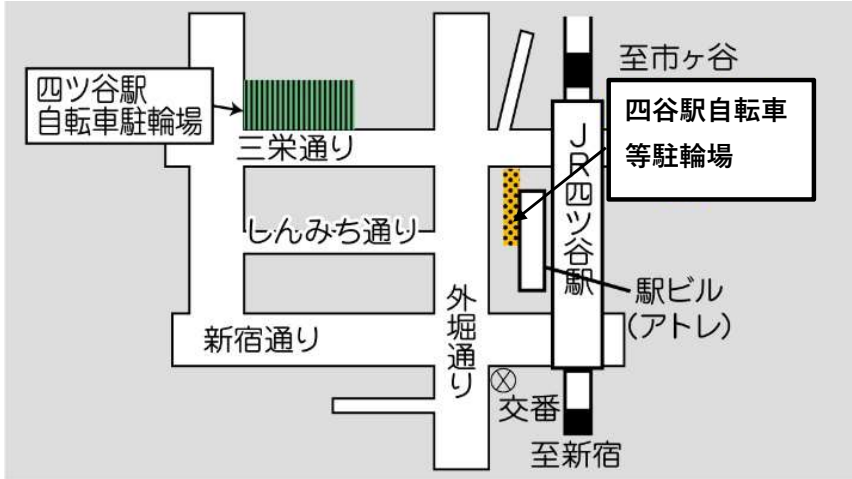 至市ヶ谷
四ツ谷駅
自転車駐輪場
四谷駅自転車
等駐輪場
三栄通り
JR四ツ谷駅
しんみち通り
駅ビル
(アトレ)
外堀通り
新宿通り
交番
至新宿